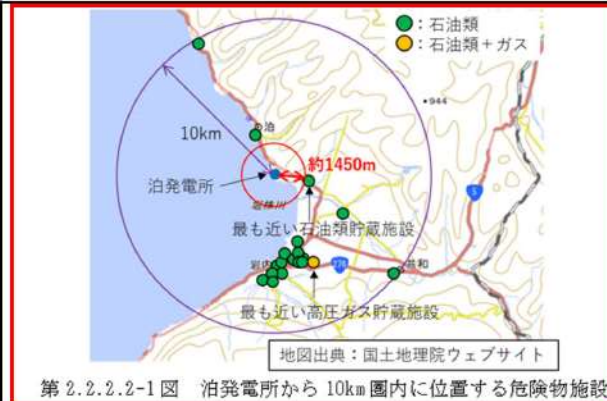 ●：石油類
●：石油類＋ガス
・944
泊
10km
約1450m
泊発電所
5
最も近い石油類貯蔵施設
岩内
276
共和
最も近い高圧ガス貯蔵施設
地図出典：国土地理院ウェブサイト
第 2.2.2.2-1 図　泊発電所から 10km 圏内に位置する危険物施設